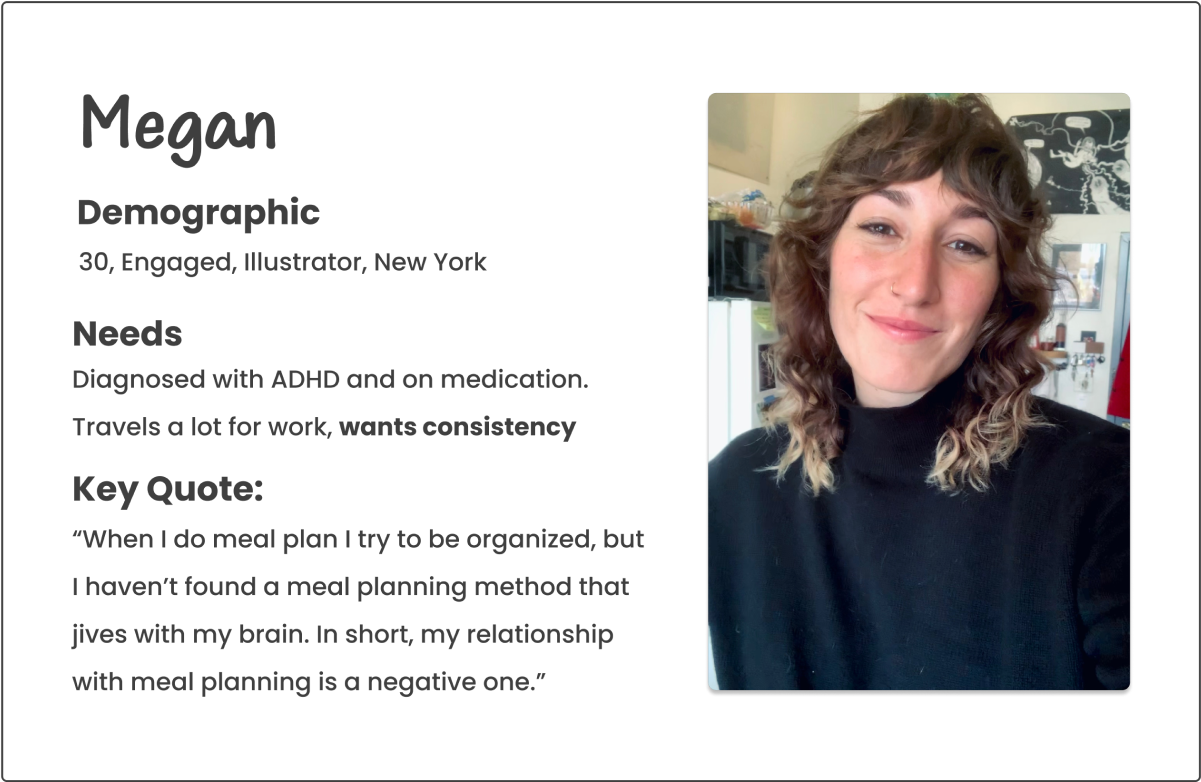 Megan
Demographic
30, Engaged, Illustrator, New York
Needs
Diagnosed with ADHD and on medication.
Travels a lot for work, wants consistency
Key Quote:
“When I do meal plan I try to be organized, but
I haven’t found a meal planning method that
jives with my brain. In short, my relationship
with meal planning is a negative one.”